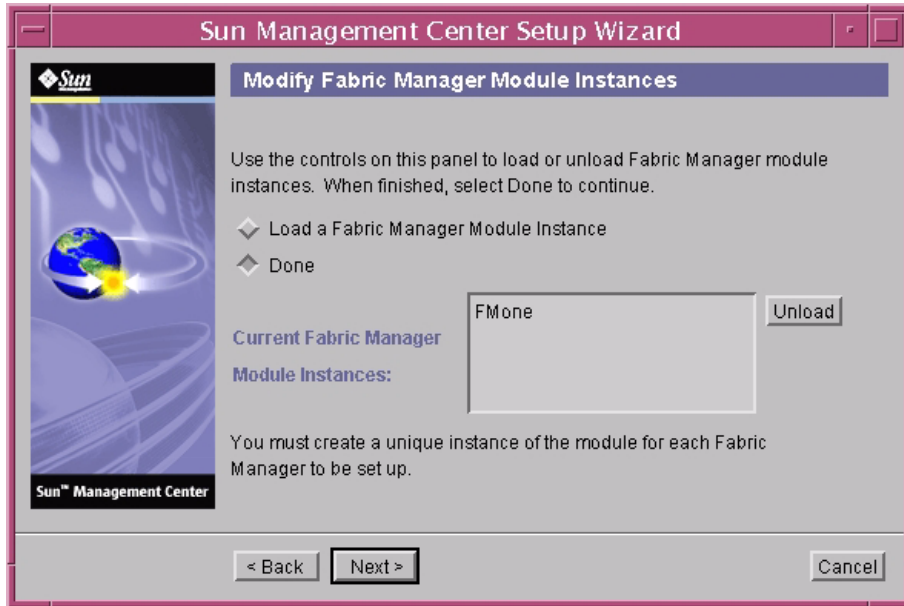 Sun Management Center Setup Wizard
Sun
Modify Fabric Manager Module Instances
Use the controls on this panel to load or unload Fabric Manager module
instances. When finished, select Done to continue.
Load a Fabric Manager Module Instance
Done
FMone
Unload
Current Fabric Manager
Module Instances:
You must create a unique instance of the module for each Fabric
Manager to be set up.
Sun™ Management Center
< Back
Next >
Cancel